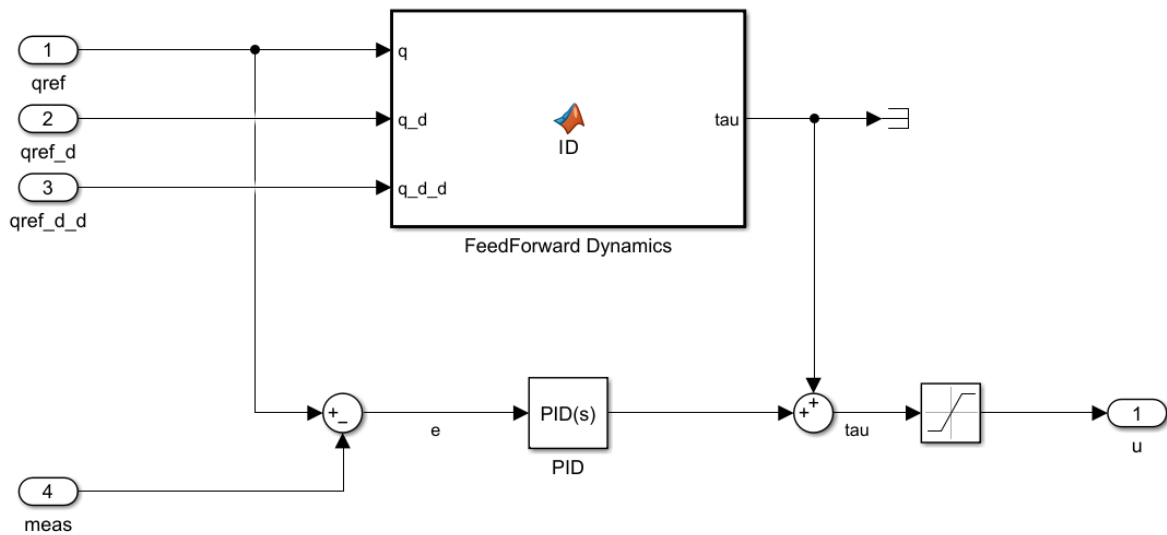 1
qref
2
qref_d
3
qref_d_d
q
q_d
q_d_d
ID
tau
FeedForward Dynamics
+
−
e
PID(s)
PID
+
+
tau
1
u
4
meas